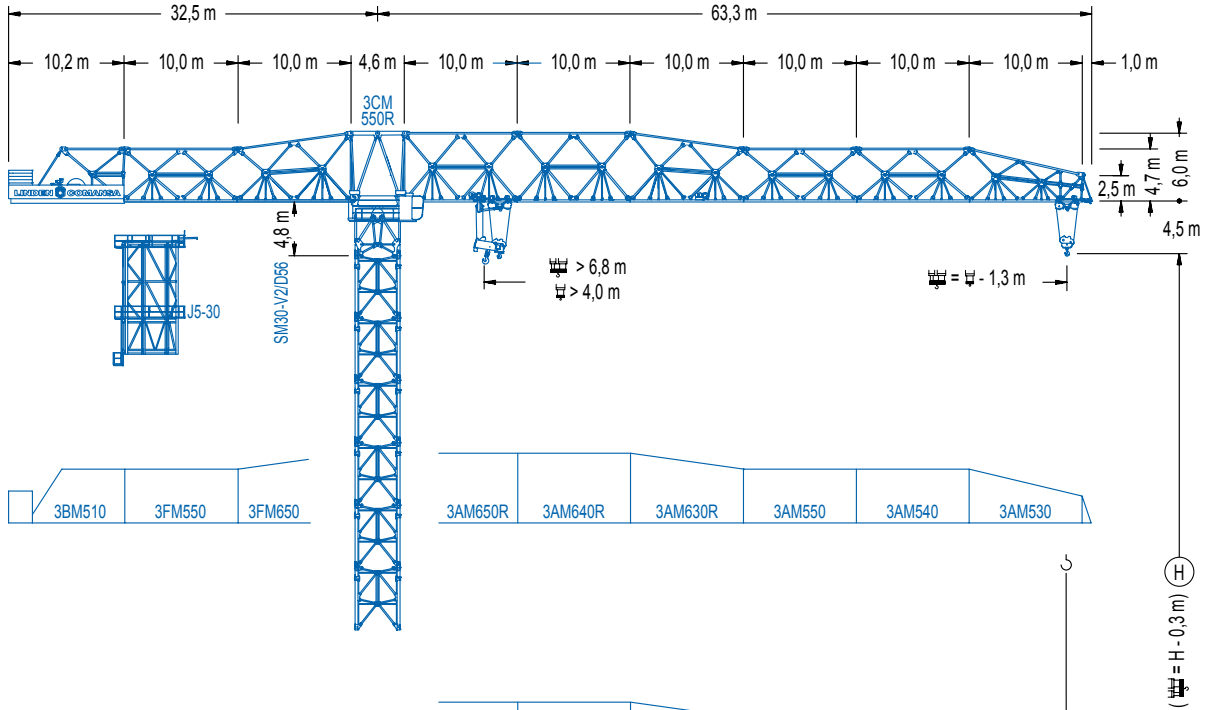 32,5 m
63,3 m
10,2 m
10,0 m
10,0 m
4,6 m
10,0 m
10,0 m
10,0 m
10,0 m
10,0 m
10,0 m
1,0 m
3CM
550R
LINDEN COMANSA
2,5 m
4,7 m
6,0 m
4,5 m
4,8 m
SM30-V2/D56
J5-30
> 6,8 m
> 4,0 m
= - 1,3 m
3BM510
3FM550
3FM650
3AM650R
3AM640R
3AM630R
3AM550
3AM540
3AM530
H
( = H - 0,3 m)